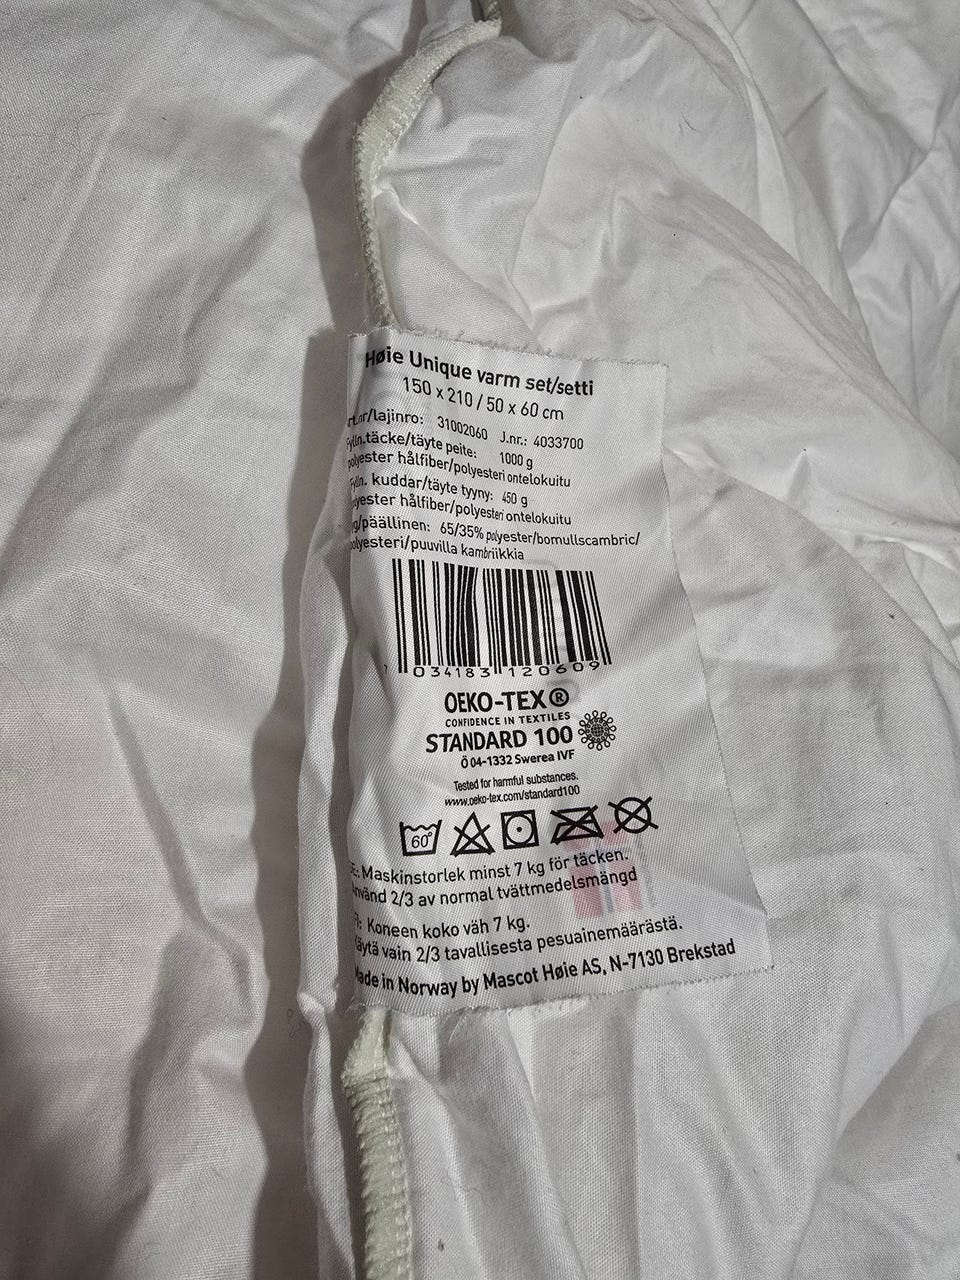 Høie Unique varm set/setti
150 x 210 / 50 x 60 cm
rt.nr/lajinro: 31002060 J.nr.: 4033700
Fylln.täcke/täyte peite: 1000 g
polyester hålfiber/polyesteri ontelokuitu
Fylln. kuddar/täyte tyyny: 450 g
olyester hålfiber/polyesteri ontelokuitu
yg/päällinen: 65/35% polyester/bomullscambric/
olyesteri/puuvilla kambriikkia
7 034183 120609
OEKO-TEX®
CONFIDENCE IN TEXTILES
STANDARD 100
Ö 04-1332 Swerea IVF
Tested for harmful substances.
www.oeko-tex.com/standard100
60°
SE: Maskinstorlek minst 7 kg för täcken.
Använd 2/3 av normal tvättmedelsmängd
FI: Koneen koko väh 7 kg.
Käytä vain 2/3 tavallisesta pesuainemäärästä.
Made in Norway by Mascot Høie AS, N-7130 Brekstad